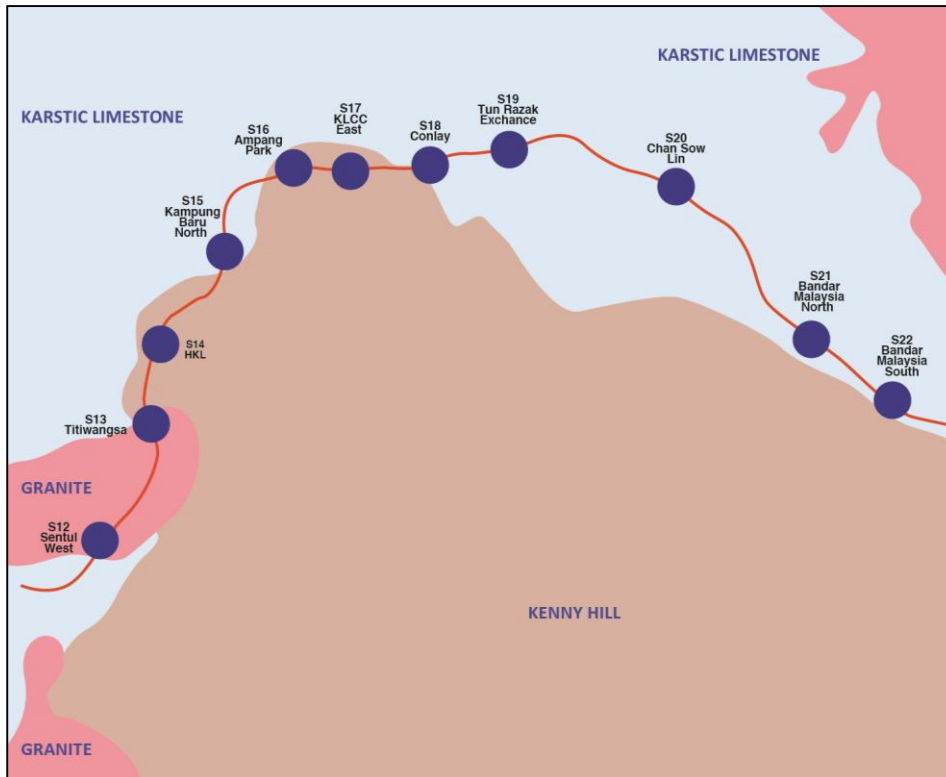 KARSTIC LIMESTONE
KARSTIC LIMESTONE
S19
Tun Razak
Exchance
S17
KLCC
East
S18
Conlay
S16
Ampang
Park
S20
Chan Sow
Lin
S15
Kampung
Baru
North
S21
Bandar
Malaysia
North
S14
HKL
S22
Bandar
Malaysia
South
S13
Titiwangsa
GRANITE
S12
Sentul
West
KENNY HILL
GRANITE